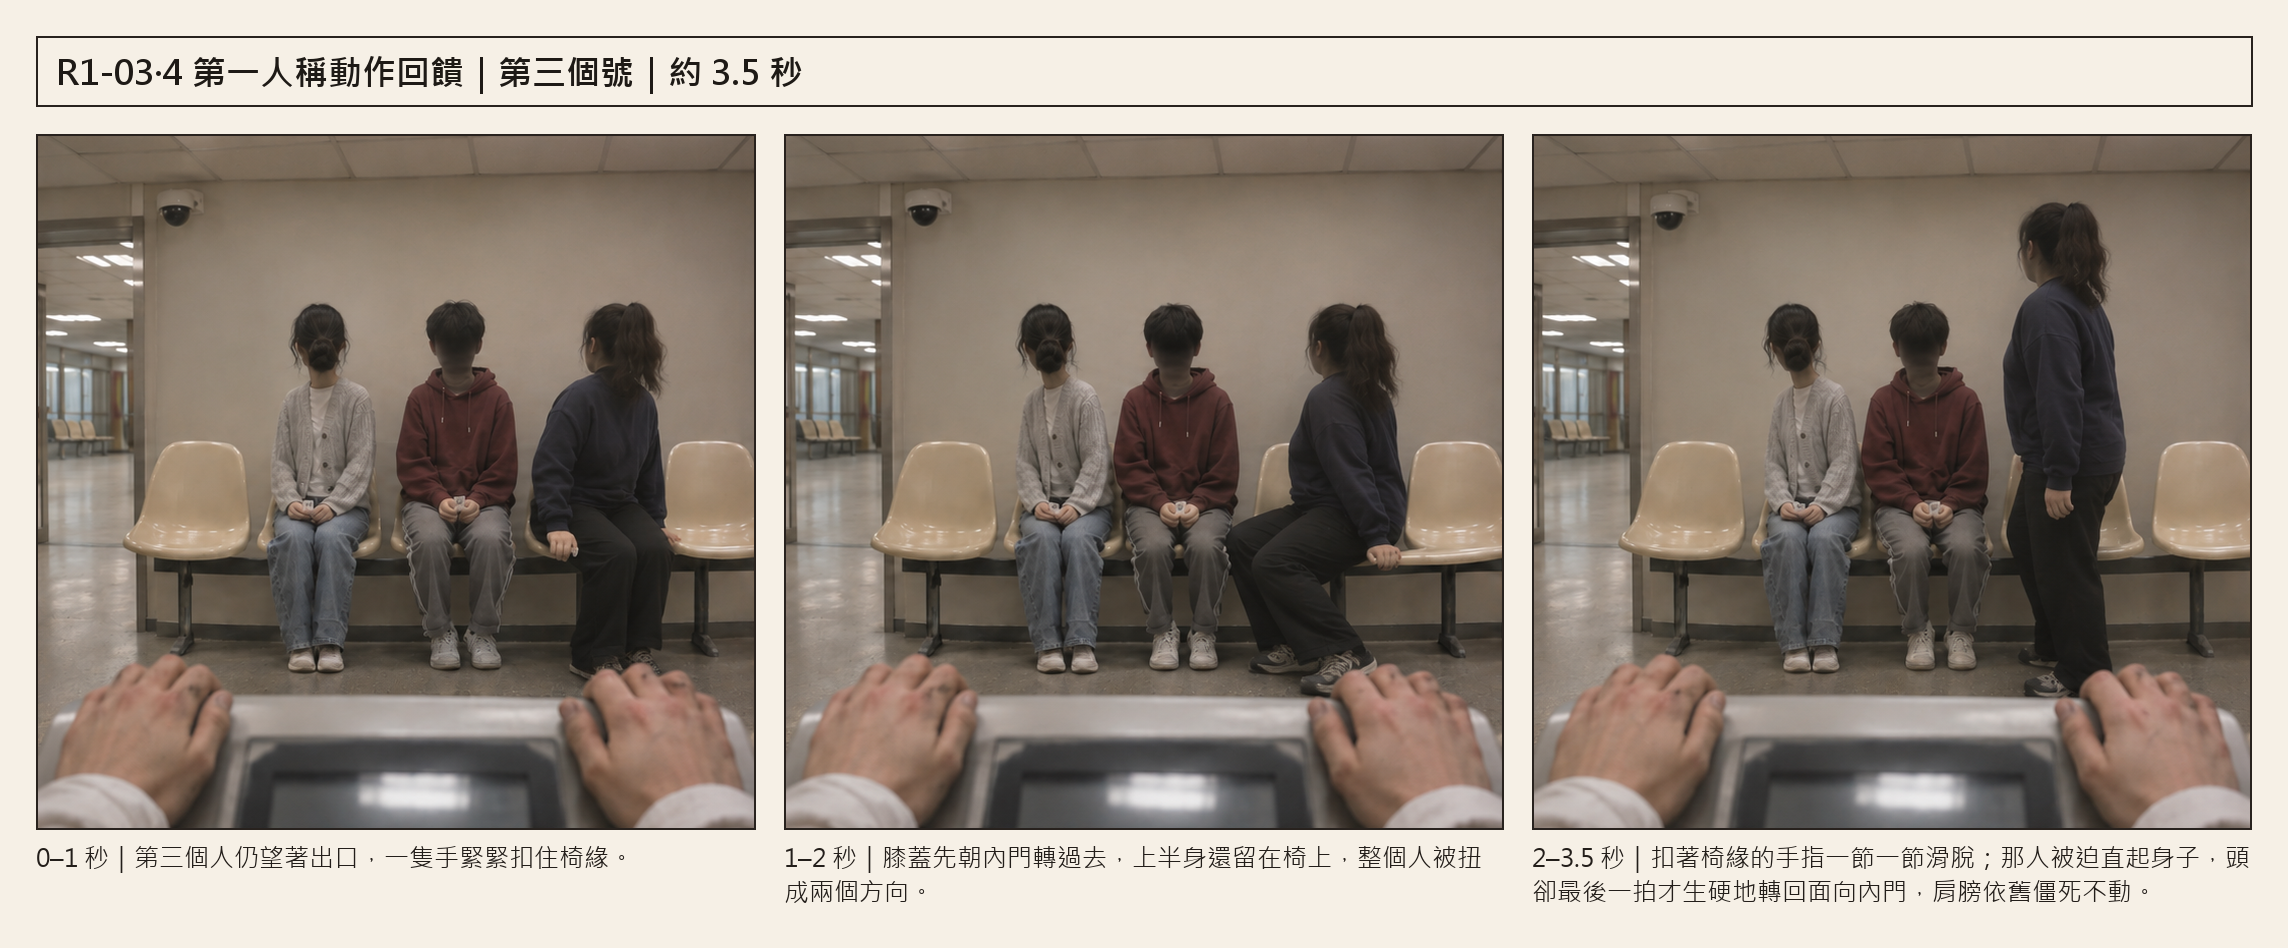 R1-03·4 第一人稱動作回饋｜第三個號｜約 3.5 秒
0–1 秒｜第三個人仍望著出口，一隻手緊緊扣住椅緣。
1–2 秒｜膝蓋先朝內門轉過去，上半身還留在椅上，整個人被扭
成兩個方向。
2–3.5 秒｜扣著椅緣的手指一節一節滑脫；那人被迫直起身子，頭
卻最後一拍才生硬地轉回面向內門，肩膀依舊僵死不動。